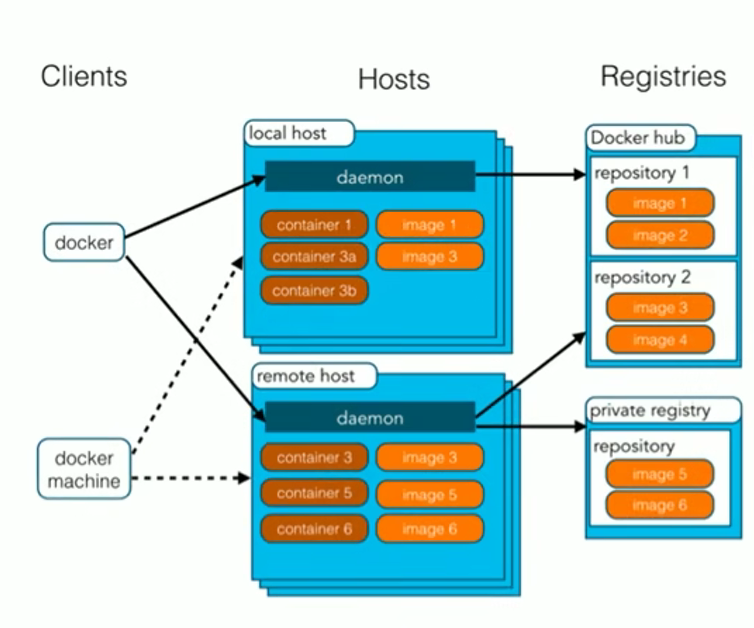 Clients
Hosts
Registries
local host
daemon
container 1
image 1
container 3a
image 3
container 3b
docker
docker
machine
remote host
daemon
container 3
image 3
container 5
image 5
container 6
image 6
Docker hub
repository 1
image 1
image 2
repository 2
image 3
image 4
private registry
repository
image 5
image 6